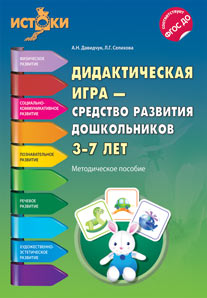 ИСТОКИ
соответствует
ФГОС ДО
А.Н. Давидчук, Л.Г. Селихова
ДИДАКТИЧЕСКАЯ
ИГРА —
СРЕДСТВО РАЗВИТИЯ
ДОШКОЛЬНИКОВ
3-7 ЛЕТ
Методическое пособие
ФИЗИЧЕСКОЕ
РАЗВИТИЕ
СОЦИАЛЬНО-
КОММУНИКАТИВНОЕ
РАЗВИТИЕ
ПОЗНАВАТЕЛЬНОЕ
РАЗВИТИЕ
РЕЧЕВОЕ
РАЗВИТИЕ
ХУДОЖЕСТВЕННО-
ЭСТЕТИЧЕСКОЕ
РАЗВИТИЕ